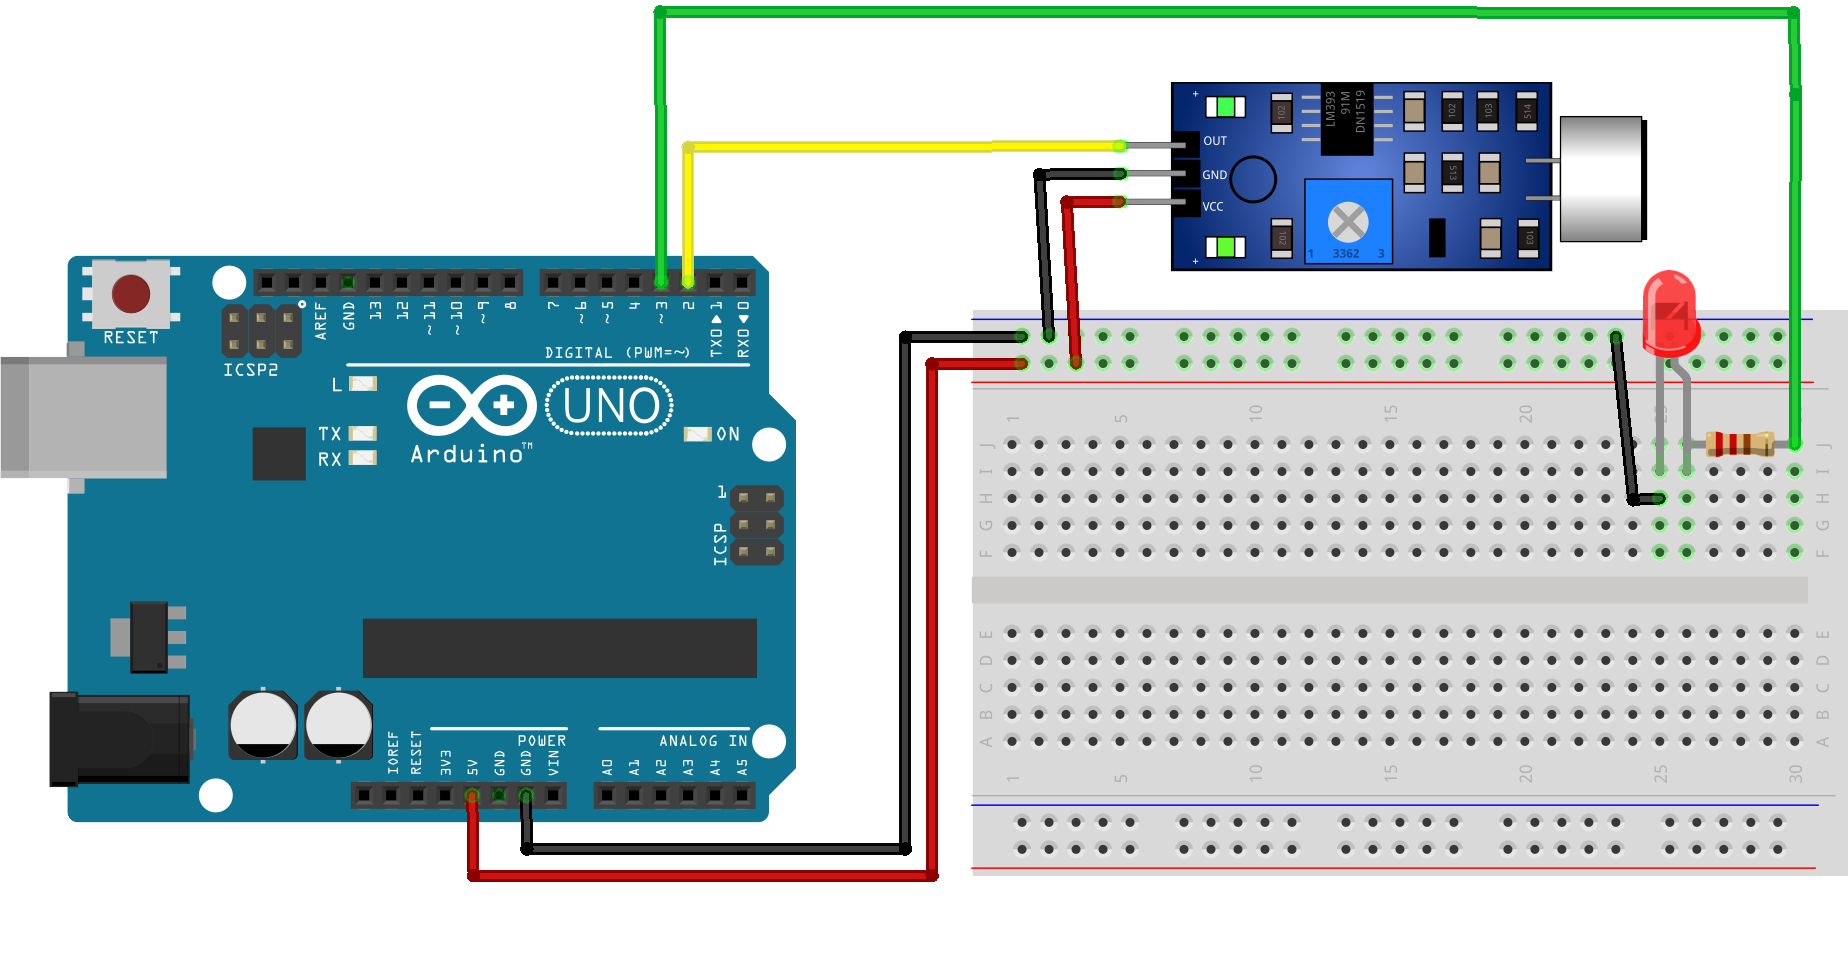 LM393
91M
DN1519
102
102
103
514
OUT
GND
VCC
513
102
103
1 3362 3
RESET
ICSP2
AREF
GND
13
12
~11
~10
~9
8
7
~6
~5
4
~3
2
TX0▶1
RX0◀0
DIGITAL (PWM=~)
L
TX
RX
UNO
Arduino™
ON
1
ICSP
IOREF
RESET
3V3
5V
GND
GND
VIN
POWER
ANALOG IN
A0
A1
A2
A3
A4
A5
1 5 10 15 20 25
J J
I I
H H
G G
F F
E E
D D
C C
B B
A A
1 5 10 15 20 25 30